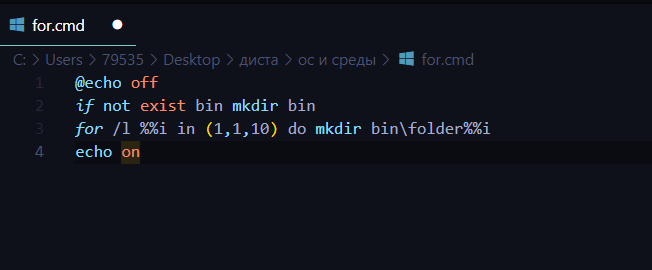 for.cmd
C: > Users > 79535 > Desktop > диста > ос и среды > for.cmd
1 @echo off
2 if not exist bin mkdir bin
3 for /l %%i in (1,1,10) do mkdir bin\folder%%i
4 echo on